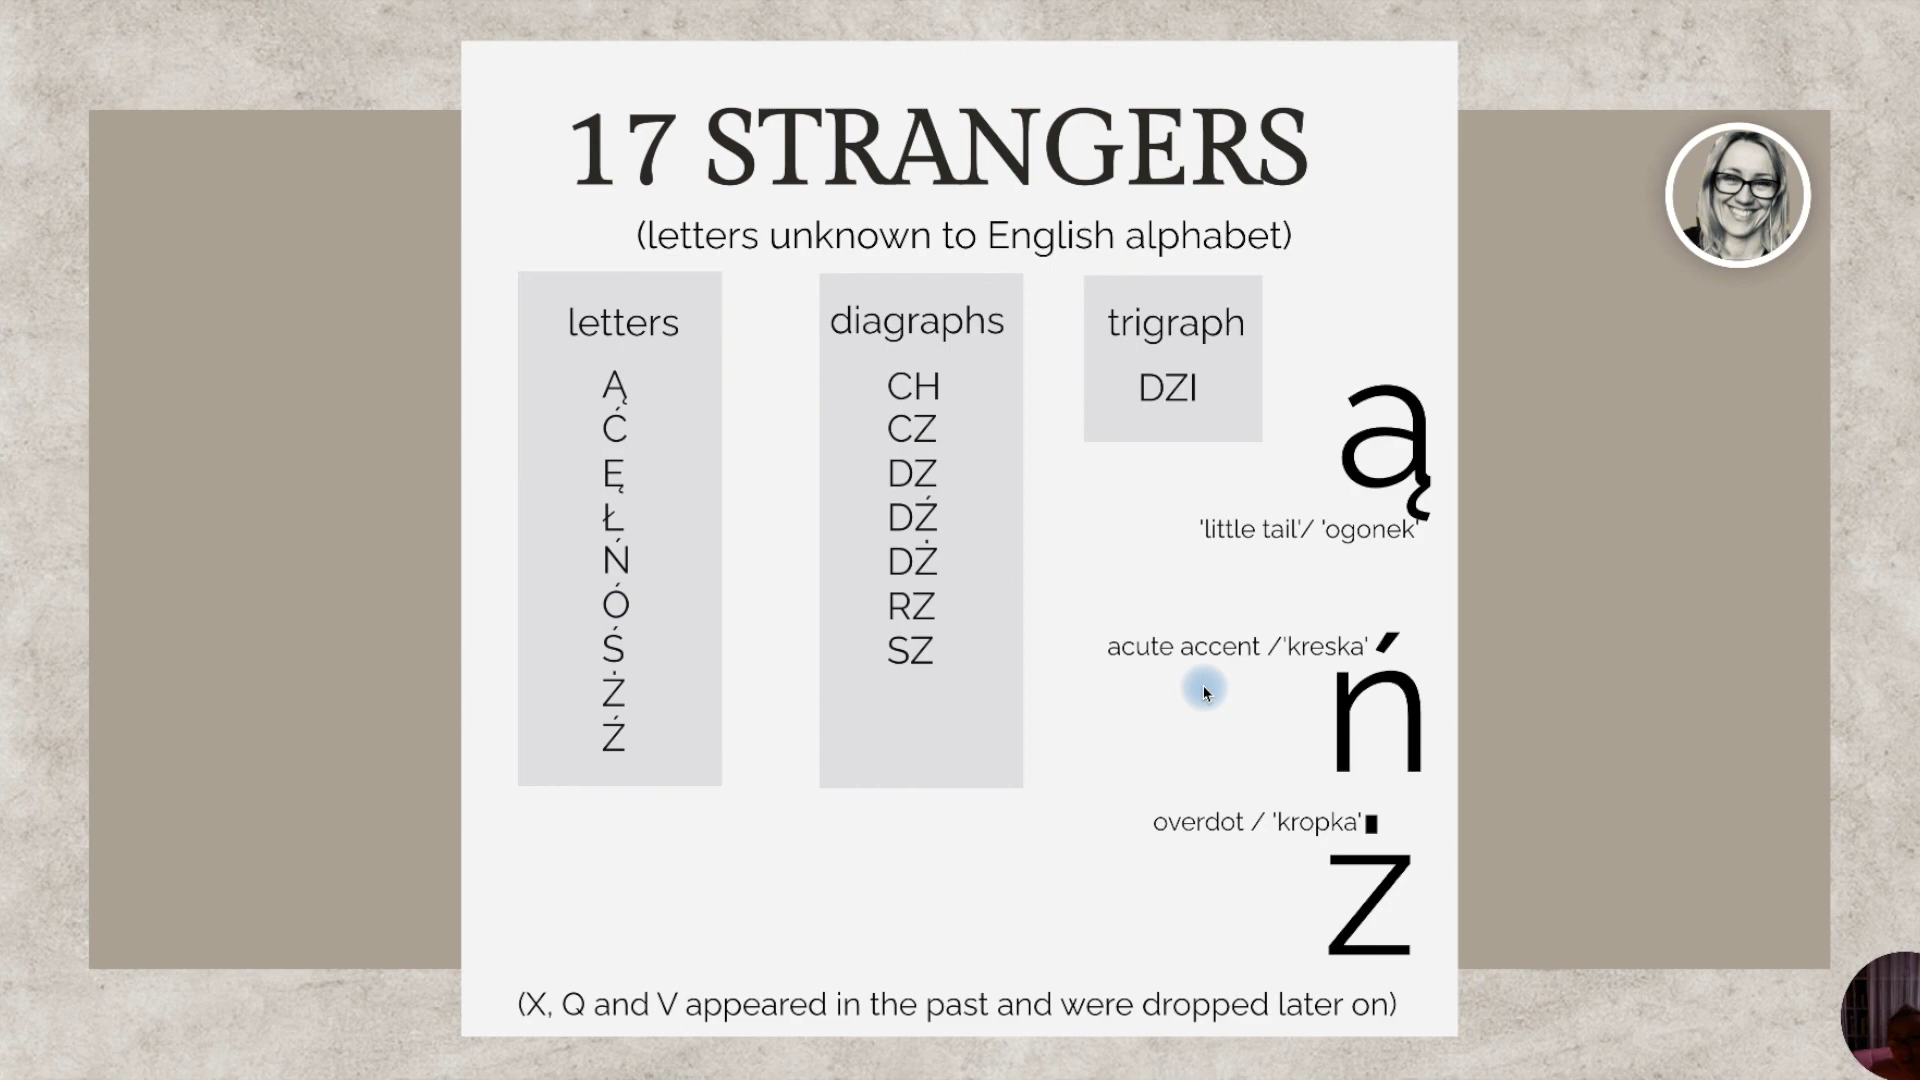 17 STRANGERS
(letters unknown to English alphabet)
letters
Ą
Ć
Ę
Ł
Ń
Ó
Ś
Ż
Ź
diagraphs
CH
CZ
DZ
DŹ
DŻ
RZ
SZ
trigraph
DZI
ą
'little tail'/ 'ogonek'
acute accent /'kreska'
ń
overdot / 'kropka'
ż
(X, Q and V appeared in the past and were dropped later on)